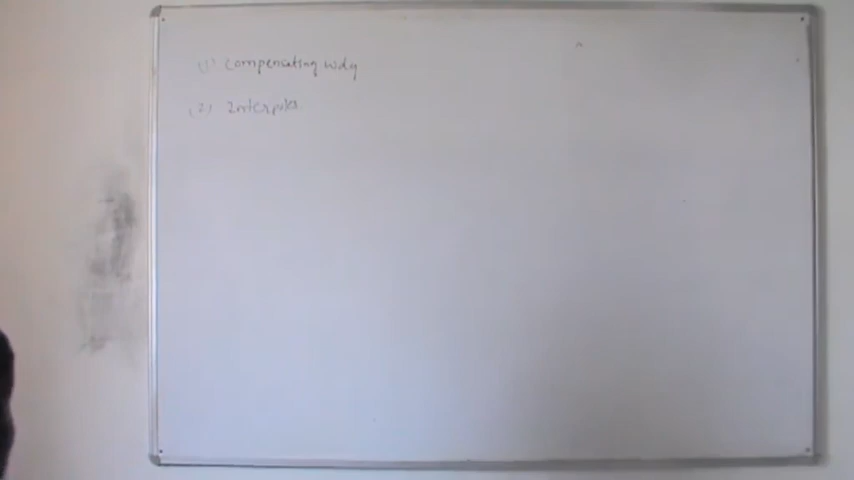 (1) compensating wdg
(2) Interpoles